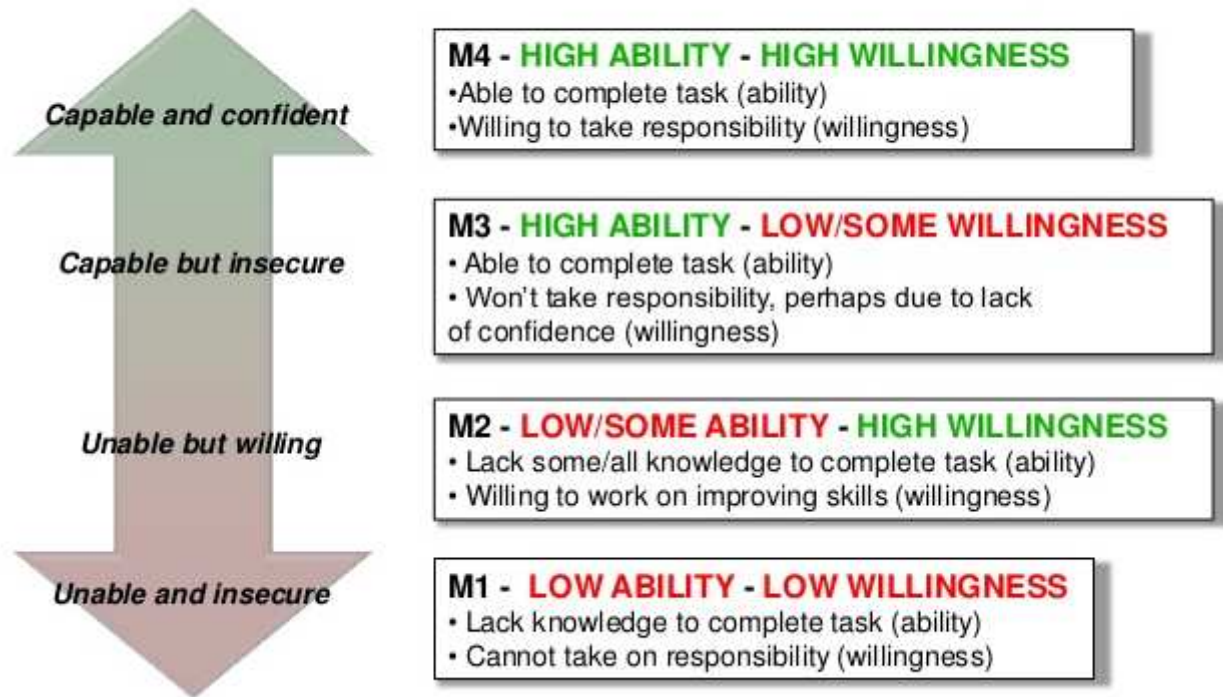 Capable and confident
M4 - HIGH ABILITY - HIGH WILLINGNESS
•Able to complete task (ability)
•Willing to take responsibility (willingness)
Capable but insecure
M3 - HIGH ABILITY - LOW/SOME WILLINGNESS
• Able to complete task (ability)
• Won't take responsibility, perhaps due to lack
of confidence (willingness)
Unable but willing
M2 - LOW/SOME ABILITY - HIGH WILLINGNESS
• Lack some/all knowledge to complete task (ability)
• Willing to work on improving skills (willingness)
Unable and insecure
M1 - LOW ABILITY - LOW WILLINGNESS
• Lack knowledge to complete task (ability)
• Cannot take on responsibility (willingness)